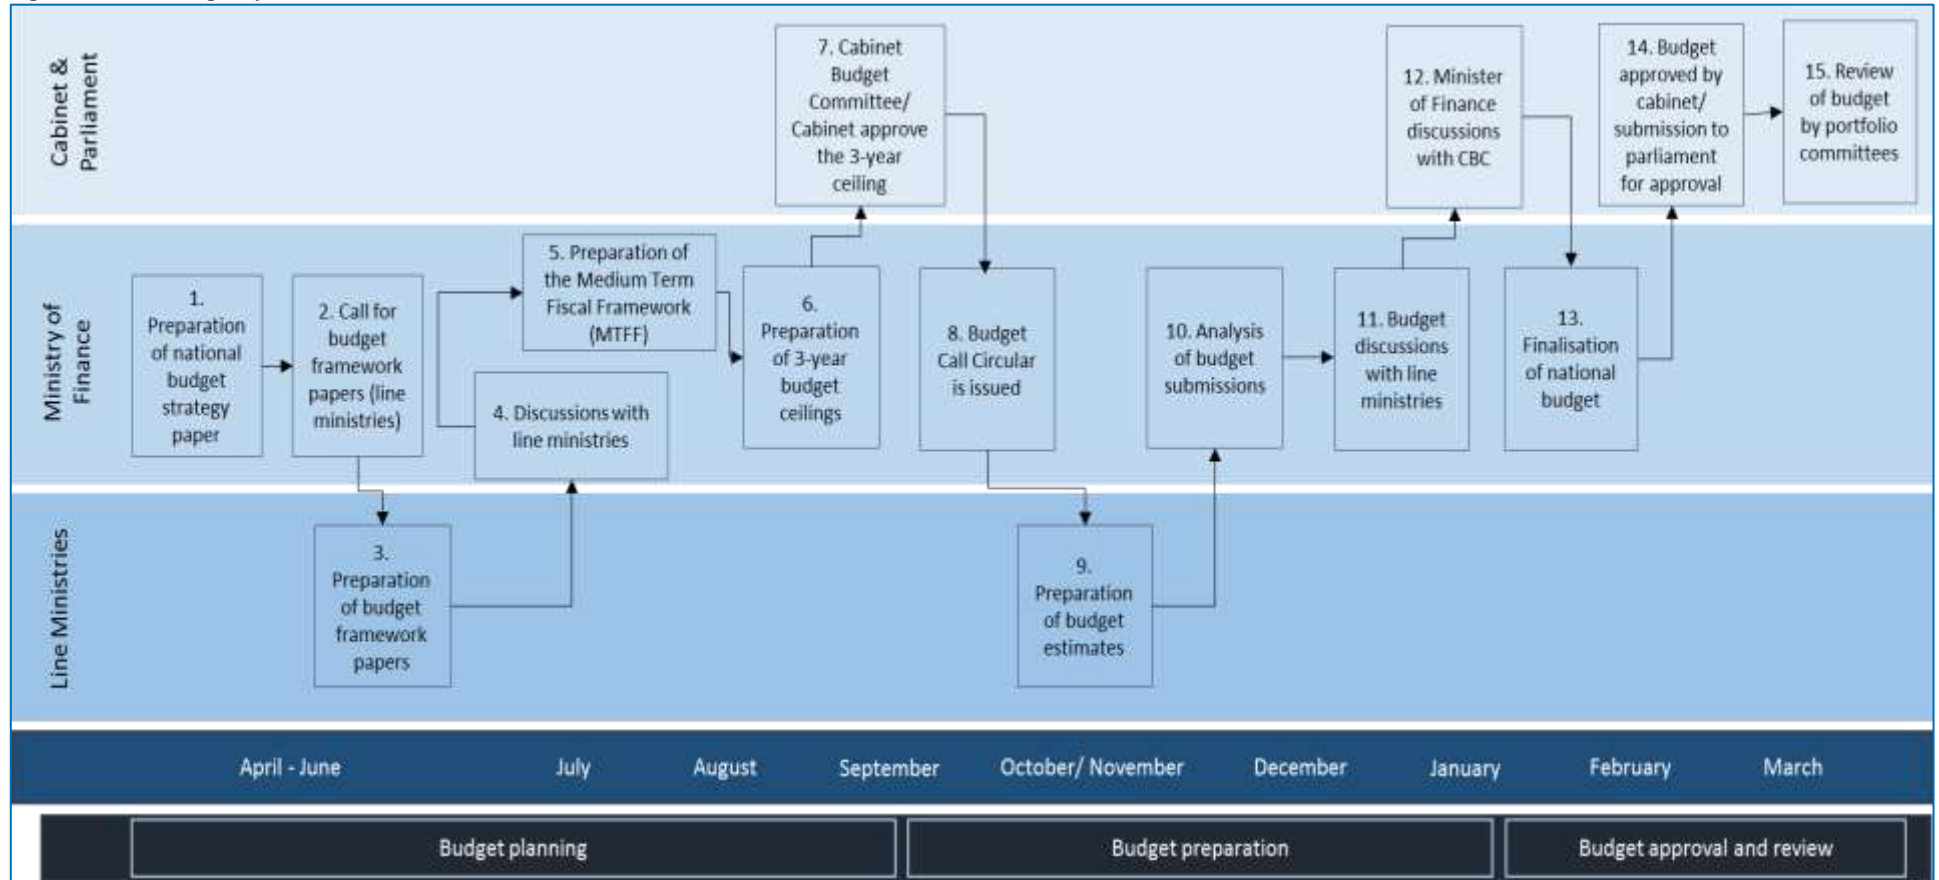 Cabinet &
Parliament
7. Cabinet
Budget
Committee/
Cabinet approve
the 3-year
ceiling
12. Minister
of Finance
discussions
with CBC
14. Budget
approved by
cabinet/
submission to
parliament
for approval
15. Review
of budget
by portfolio
committees
Ministry of
Finance
1.
Preparation
of national
budget
strategy
paper
2. Call for
budget
framework
papers (line
ministries)
5. Preparation of
the Medium Term
Fiscal Framework
(MTFF)
4. Discussions with
line ministries
6.
Preparation
of 3-year
budget
ceilings
8. Budget
Call Circular
is issued
10. Analysis
of budget
submissions
11. Budget
discussions
with line
ministries
13.
Finalisation
of national
budget
Line Ministries
3.
Preparation
of budget
framework
papers
9.
Preparation
of budget
estimates
April - June
July
August
September
October/ November
December
January
February
March
Budget planning
Budget preparation
Budget approval and review